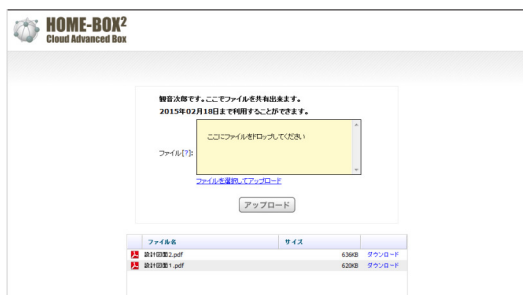 HOME-BOX²
Cloud Advanced Box
観音次郎です。ここでファイルを共有出来ます。
2015年02月18日まで利用することができます。
ここにファイルをドロップしてください
ファイル[?]:
ファイルを選択してアップロード
アップロード
ファイル名 サイズ
設計図面2.pdf 636KB ダウンロード
設計図面1.pdf 620KB ダウンロード